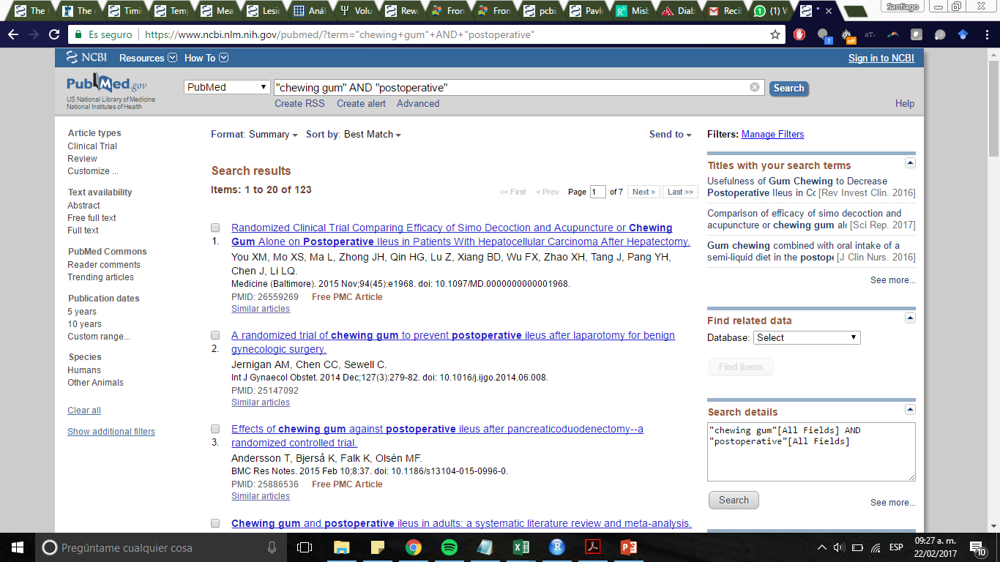 The I
The
Timi
Temp
Mea
Lesic
Anál
Volu
Rewa
Fron
Fron
pcbi.
Pavlo
Misb
Diab
Recil
(1) W
"
Santiago
Es seguro | https://www.ncbi.nlm.nih.gov/pubmed/?term="chewing+gum"+AND+"postoperative"
? off aT.
NCBI Resources How To Sign in to NCBI
PubMed.gov
US National Library of Medicine
National Institutes of Health
PubMed "chewing gum" AND "postoperative" Search
Create RSS Create alert Advanced Help
Article types
Clinical Trial
Review
Customize ...
Text availability
Abstract
Free full text
Full text
PubMed Commons
Reader comments
Trending articles
Publication dates
5 years
10 years
Custom range...
Species
Humans
Other Animals
Clear all
Show additional filters
Format: Summary Sort by: Best Match Send to
Search results
Items: 1 to 20 of 123
<< First < Prev Page 1 of 7 Next > Last >>
Randomized Clinical Trial Comparing Efficacy of Simo Decoction and Acupuncture or Chewing
1. Gum Alone on Postoperative Ileus in Patients With Hepatocellular Carcinoma After Hepatectomy.
You XM, Mo XS, Ma L, Zhong JH, Qin HG, Lu Z, Xiang BD, Wu FX, Zhao XH, Tang J, Pang YH,
Chen J, Li LQ.
Medicine (Baltimore). 2015 Nov;94(45):e1968. doi: 10.1097/MD.0000000000001968.
PMID: 26559269 Free PMC Article
Similar articles
A randomized trial of chewing gum to prevent postoperative ileus after laparotomy for benign
2. gynecologic surgery.
Jernigan AM, Chen CC, Sewell C.
Int J Gynaecol Obstet. 2014 Dec;127(3):279-82. doi: 10.1016/j.ijgo.2014.06.008.
PMID: 25147092
Similar articles
Effects of chewing gum against postoperative ileus after pancreaticoduodenectomy--a
3. randomized controlled trial.
Andersson T, Bjerså K, Falk K, Olsén MF.
BMC Res Notes. 2015 Feb 10;8:37. doi: 10.1186/s13104-015-0996-0.
PMID: 25886536 Free PMC Article
Similar articles
Chewing gum and postoperative ileus in adults: a systematic literature review and meta-analysis.
Filters: Manage Filters
Titles with your search terms
Usefulness of Gum Chewing to Decrease
Postoperative Ileus in Cc [Rev Invest Clin. 2016]
Comparison of efficacy of simo decoction and
acupuncture or chewing gum alc [Sci Rep. 2017]
Gum chewing combined with oral intake of a
semi-liquid diet in the postope [J Clin Nurs. 2016]
See more...
Find related data
Database: Select
Find items
Search details
"chewing gum"[All Fields] AND
"postoperative"[All Fields]
Search
See more...
Pregúntame cualquier cosa
ESP
09:27 a. m.
22/02/2017
10